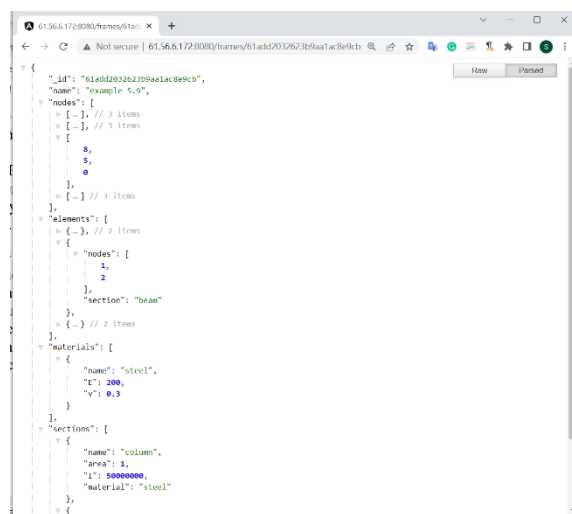 61.56.6.172:8080/frames/61add
Not secure | 61.56.6.172:8080/frames/61add2032623b9aa1ac8e9cb
Raw Parsed
{
"_id": "61add2032623b9aa1ac8e9cb",
"name": "example 5.9",
"nodes": [
[ … ], // 3 items
[ … ], // 3 items
[
8,
5,
0
],
[ … ] // 3 items
],
"elements": [
{ … }, // 2 items
{
"nodes": [
1,
2
],
"section": "beam"
},
{ … } // 2 items
],
"materials": [
{
"name": "steel",
"E": 200,
"v": 0.3
}
],
"sections": [
{
"name": "column",
"area": 1,
"I": 50000000,
"material": "steel"
},
{